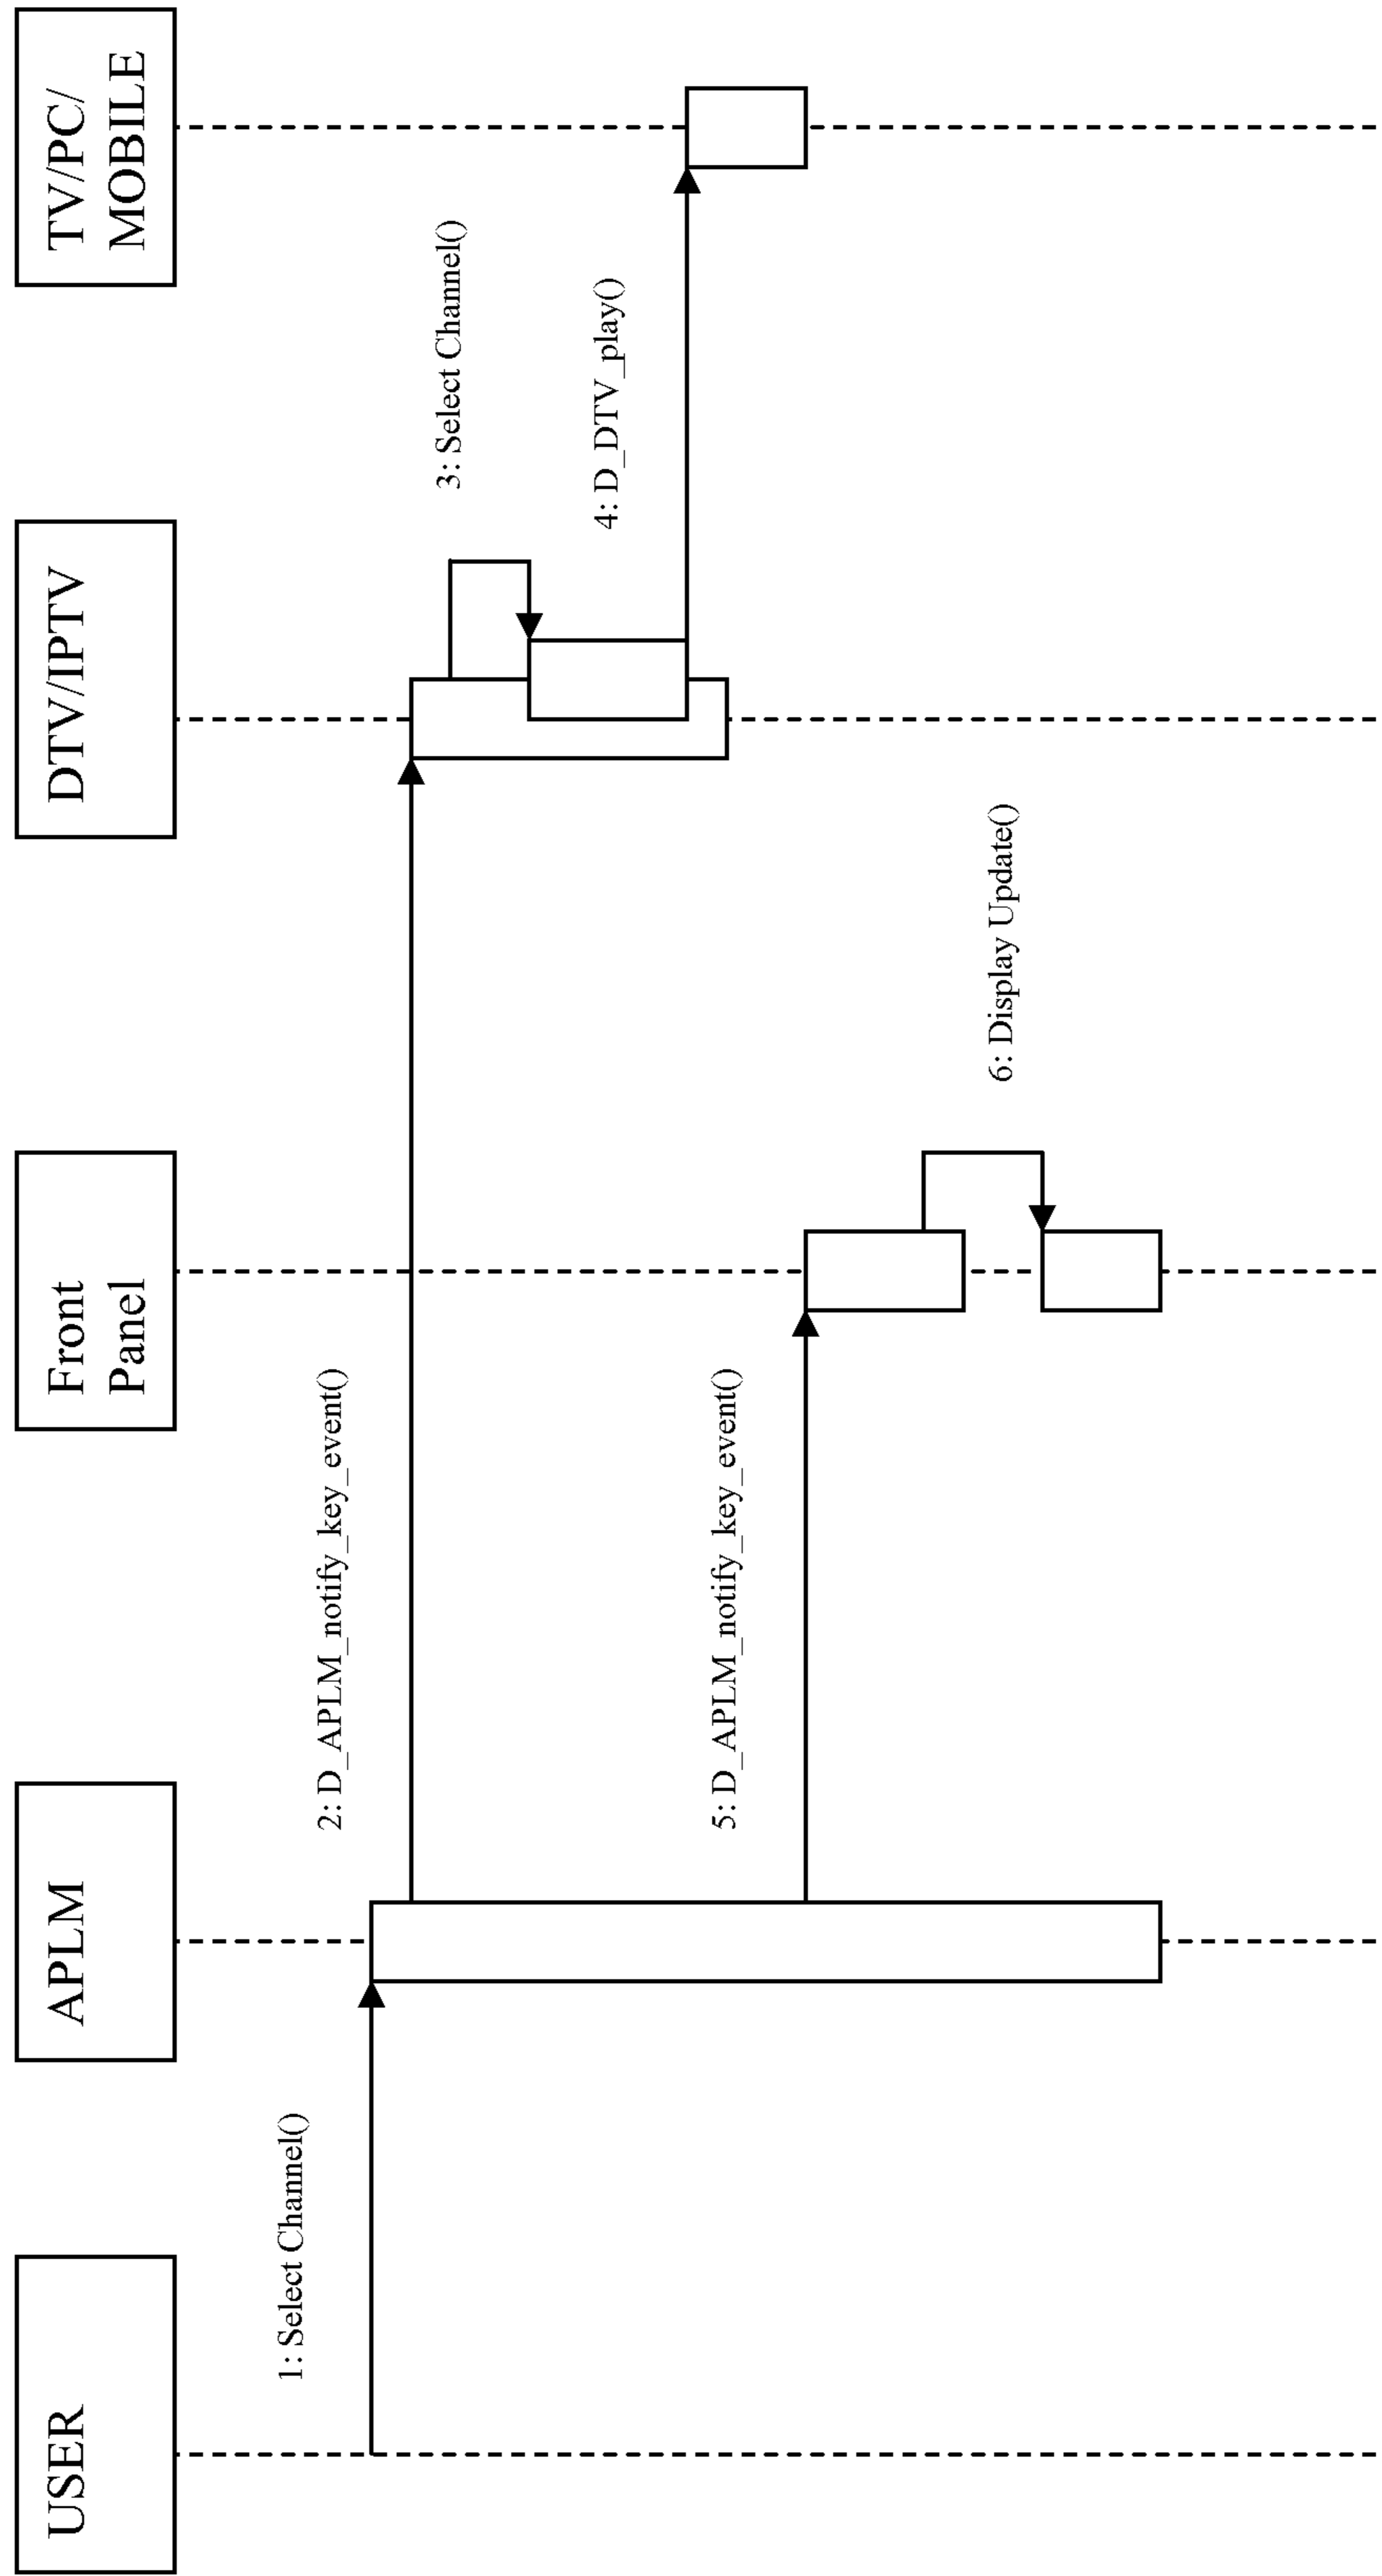 USER
APLM
Front
Panel
DTV/IPTV
TV/PC/
MOBILE
1: Select Channel()
2: D_APLM_notify_key_event()
3: Select Channel()
4: D_DTV_play()
5: D_APLM_notify_key_event()
6: Display Update()